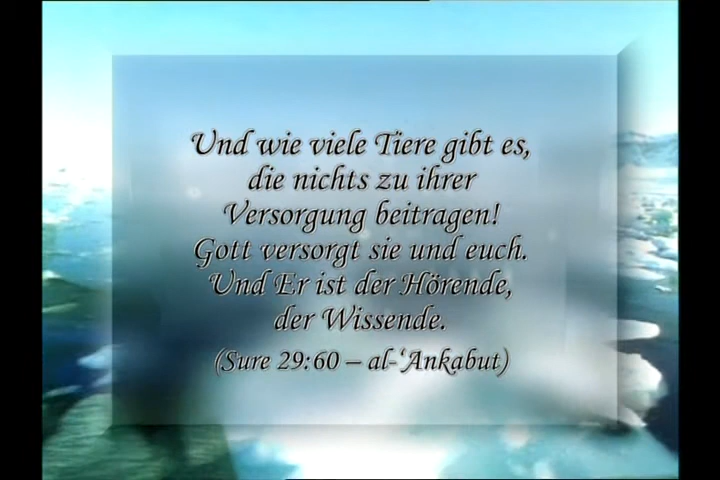 Und wie viele Tiere gibt es,
die nichts zu ihrer
Versorgung beitragen!
Gott versorgt sie und euch.
Und Er ist der Hörende,
der Wissende.
(Sure 29:60 – al-‘Ankabut)